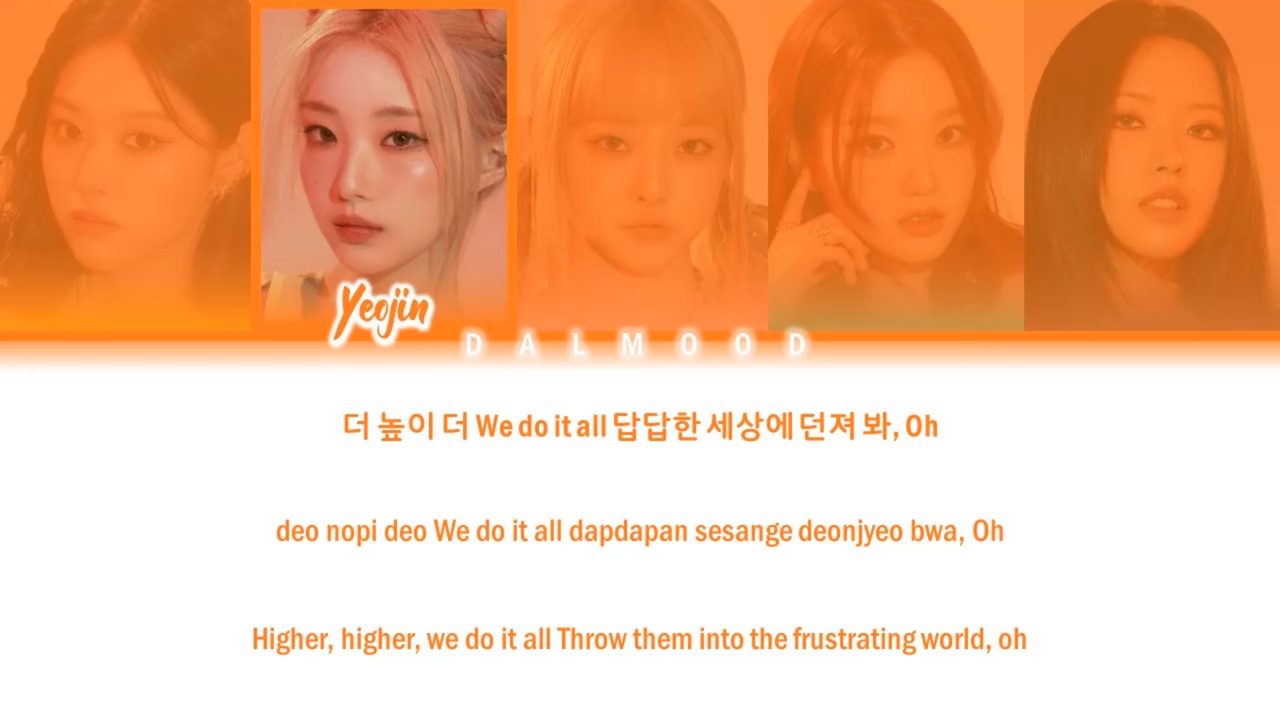 Yeojin
DALMOOD
더 높이 더 We do it all 답답한 세상에 던져 봐, Oh
deo nopi deo We do it all dapdapan sesange deonjyeo bwa, Oh
Higher, higher, we do it all Throw them into the frustrating world, oh